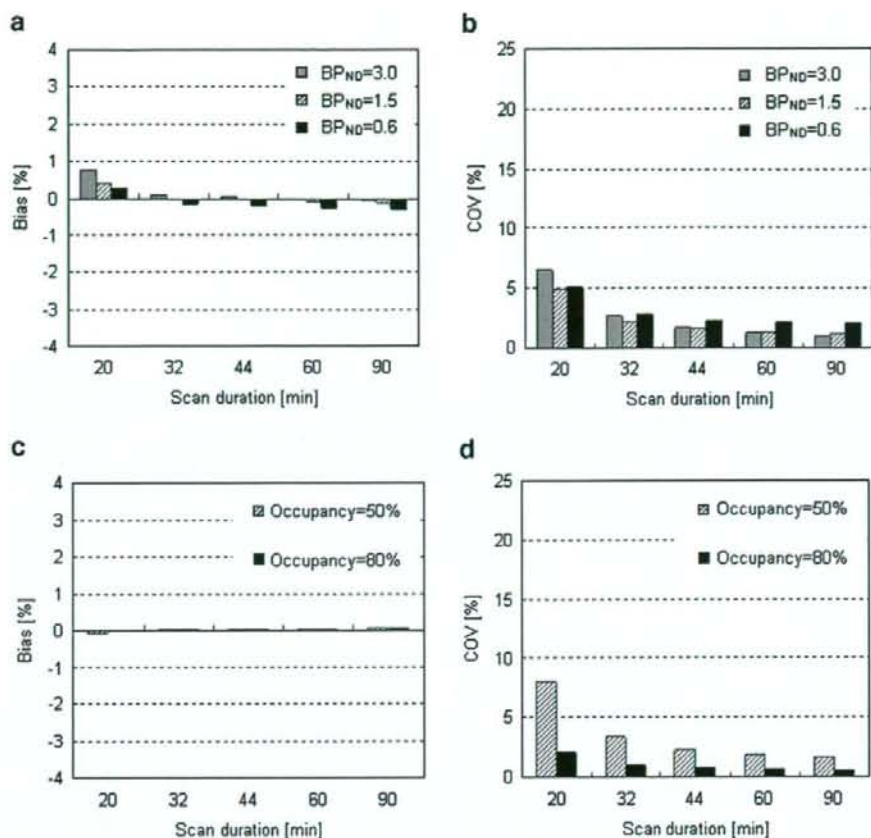 a
4
3
2
1
0
-1
-2
-3
-4
Bias [%]
BPND=3.0
BPND=1.5
BPND=0.6
20 32 44 60 90
Scan duration [min]
b
25
20
15
10
5
0
COV [%]
BPND=3.0
BPND=1.5
BPND=0.6
20 32 44 60 90
Scan duration [min]
c
4
3
2
1
0
-1
-2
-3
-4
Bias [%]
Occupancy=50%
Occupancy=80%
20 32 44 60 90
Scan duration [min]
d
25
20
15
10
5
0
COV [%]
Occupancy=50%
Occupancy=80%
20 32 44 60 90
Scan duration [min]